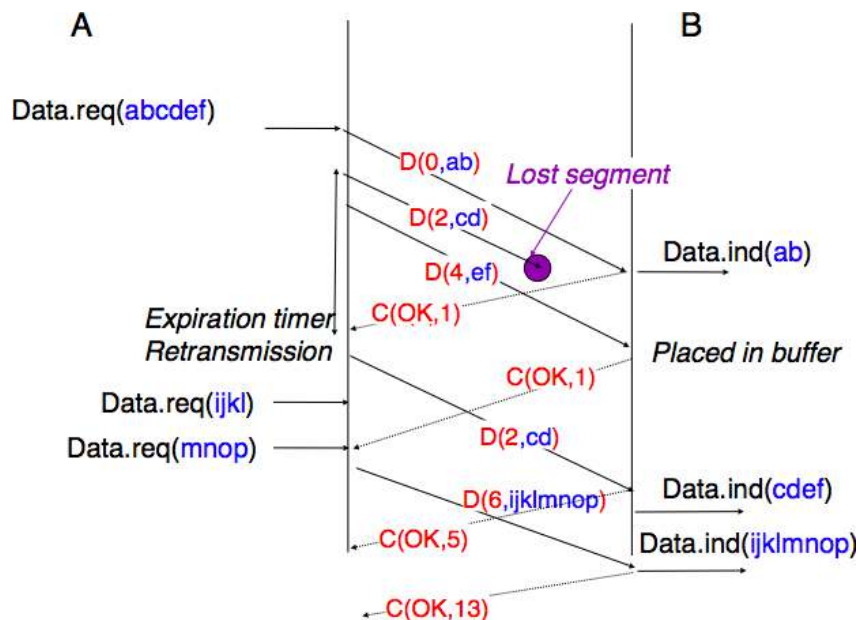 A
B
Data.req(abcdef)
D(0,ab)
Lost segment
D(2,cd)
Data.ind(ab)
D(4,ef)
C(OK,1)
Expiration timer
Retransmission
Placed in buffer
C(OK,1)
Data.req(ijkl)
Data.req(mnop)
D(2,cd)
D(6,ijklmnop)
Data.ind(cdef)
C(OK,5)
Data.ind(ijklmnop)
C(OK,13)